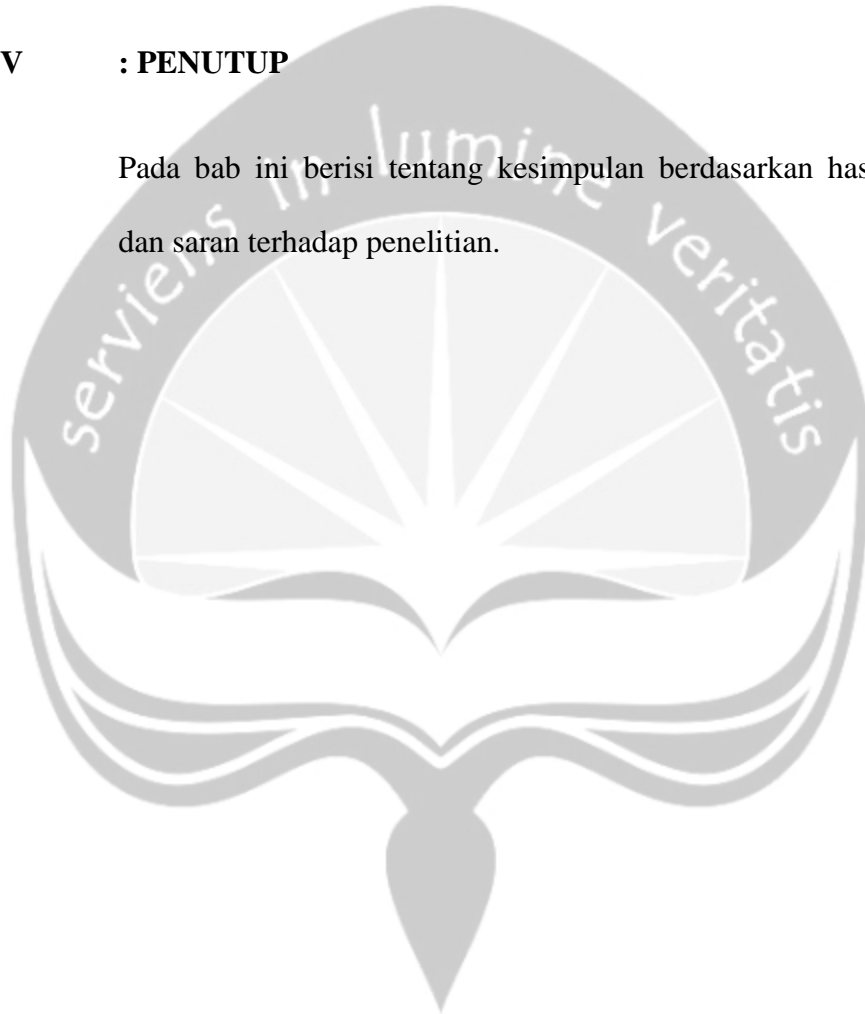 V : PENUTUP
serviens in lumine veritatis
Pada bab ini berisi tentang kesimpulan berdasarkan has
dan saran terhadap penelitian.